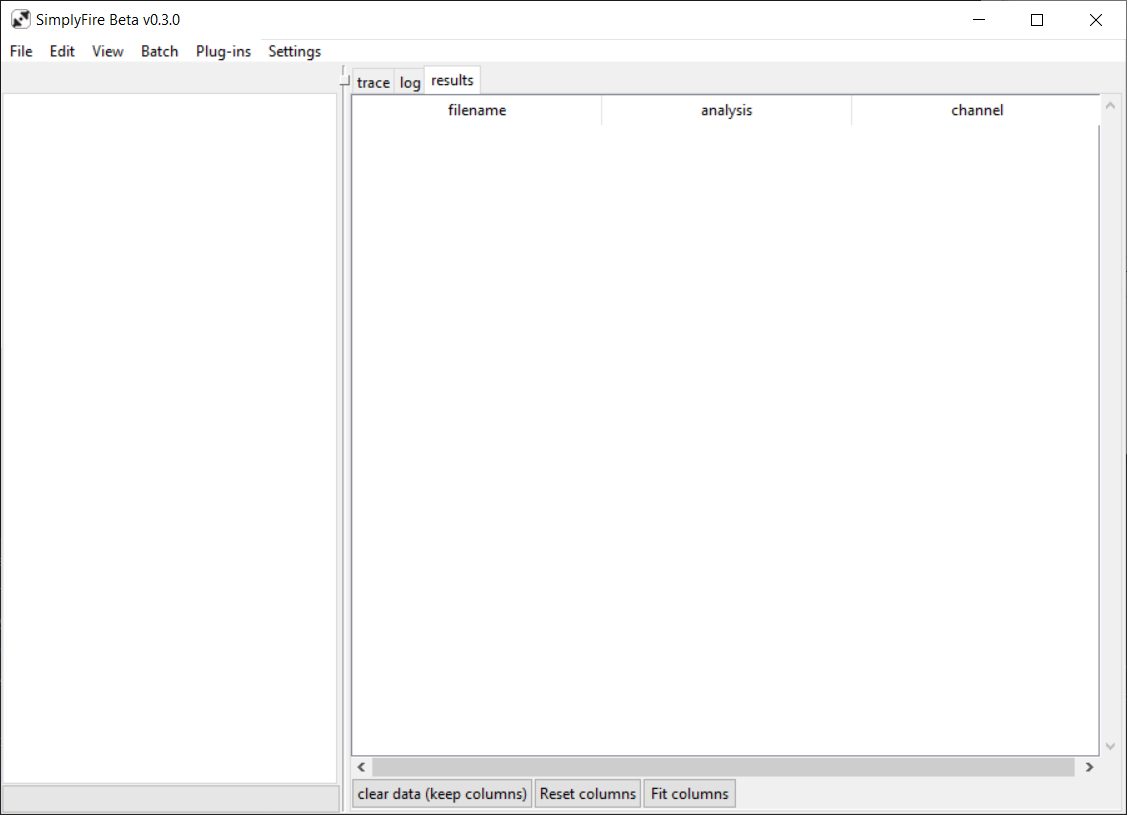 SimplyFire Beta v0.3.0
File Edit View Batch Plug-ins Settings
trace log results
filename analysis channel
clear data (keep columns) Reset columns Fit columns